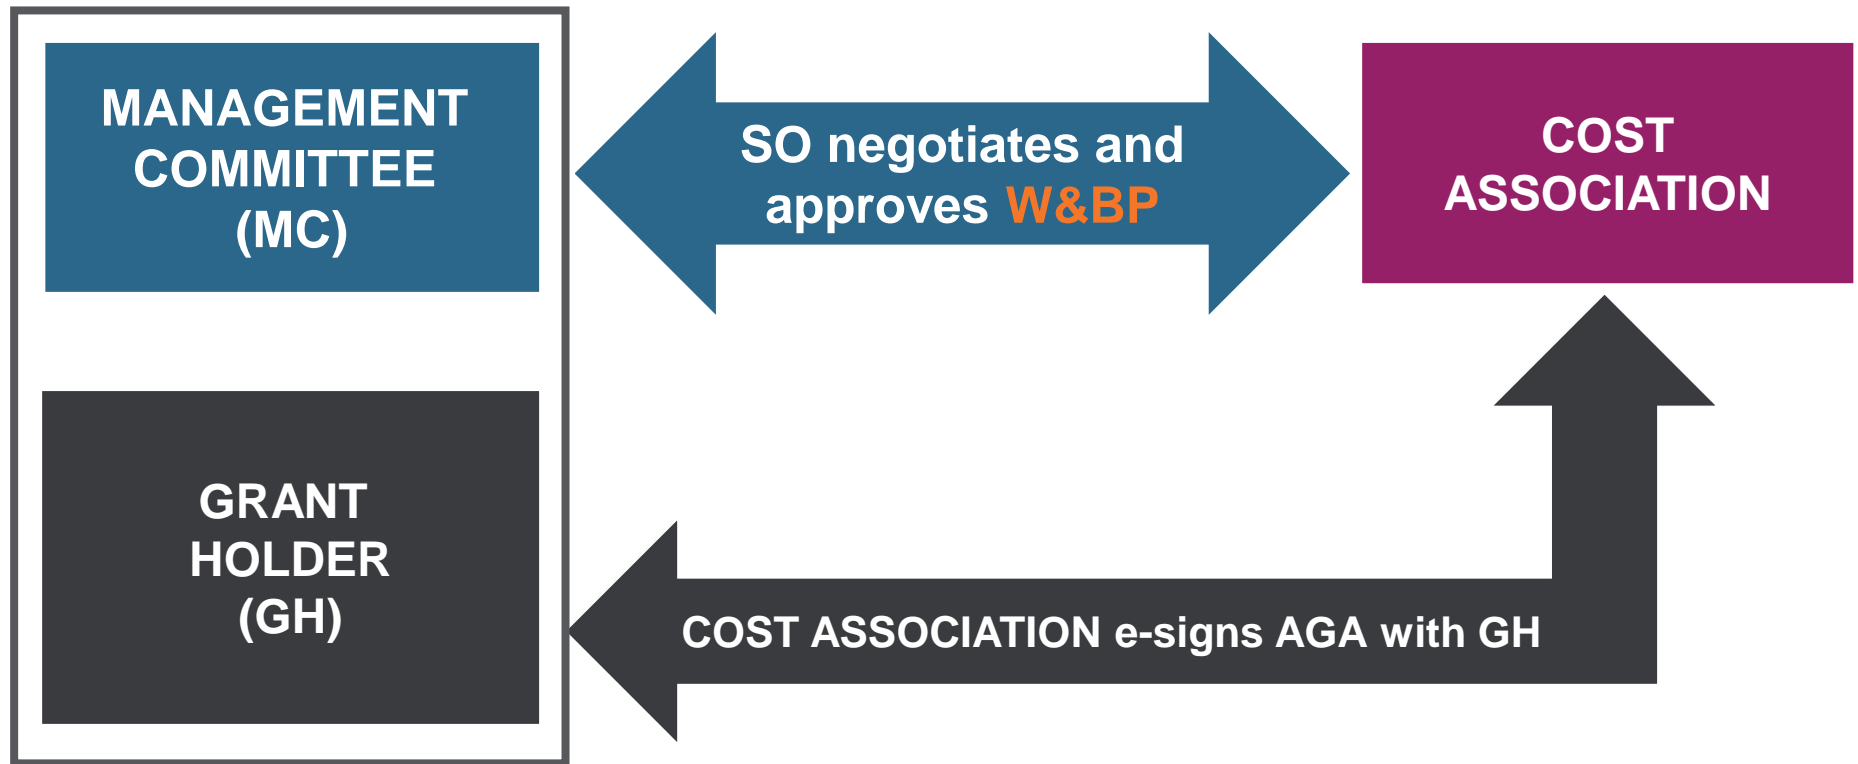 MANAGEMENT
COMMITTEE
(MC)
SO negotiates and
approves W&BP
COST
ASSOCIATION
GRANT
HOLDER
(GH)
COST ASSOCIATION e-signs AGA with GH